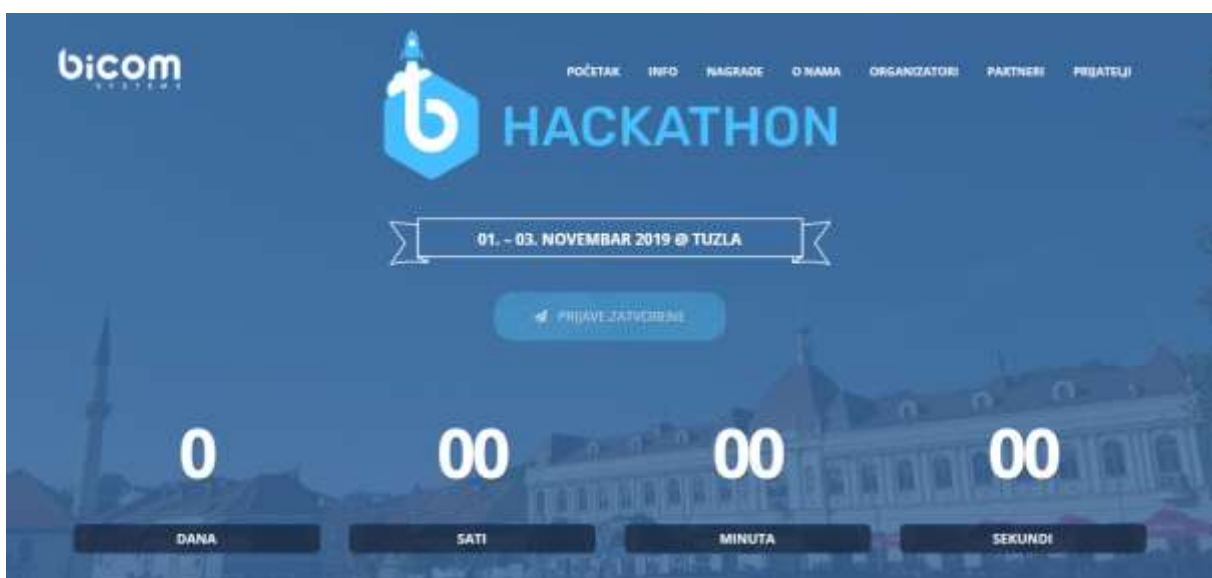 bicom
SYSTEMS
POČETAK INFO NAGRADE O NAMA ORGANIZATORI PARTNERI PRIJATELJI
b HACKATHON
01. – 03. NOVEMBAR 2019 @ TUZLA
PRIJAVE ZATVORENE
0 00 00 00
DANA SATI MINUTA SEKUNDI